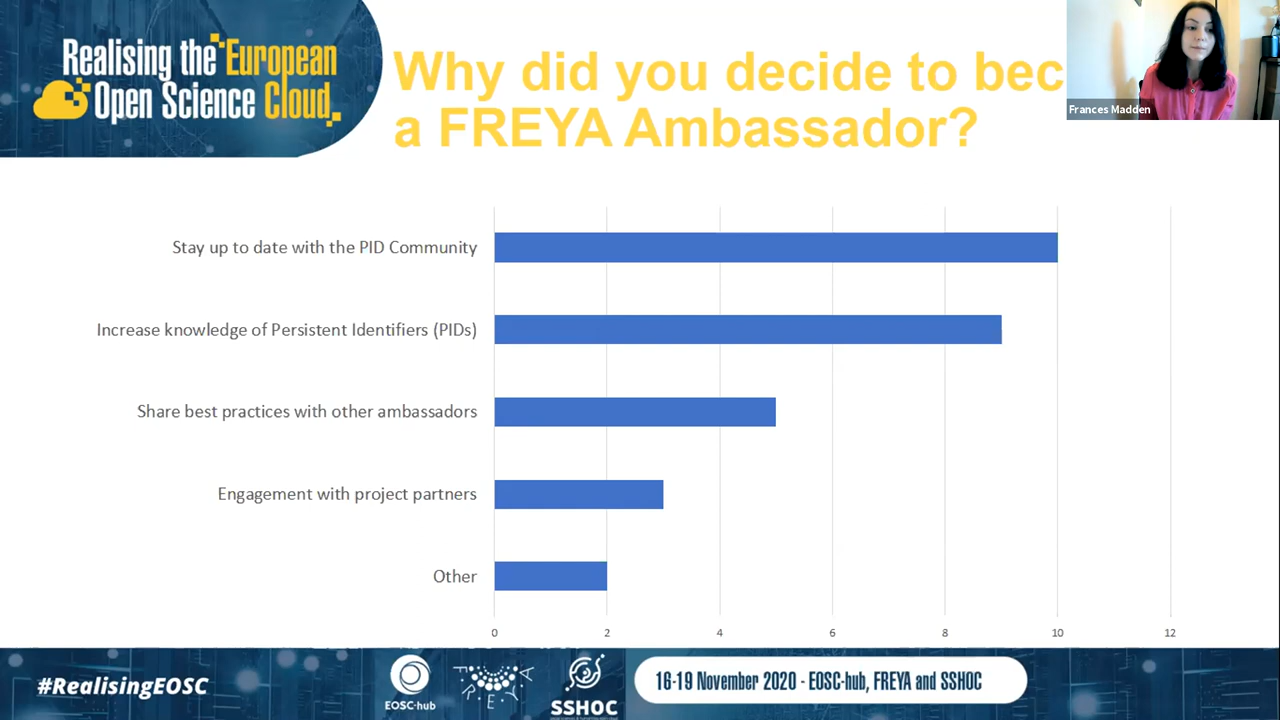 Realising the European
Open Science Cloud
Why did you decide to bec
a FREYA Ambassador?
Frances Madden
Stay up to date with the PID Community
Increase knowledge of Persistent Identifiers (PIDs)
Share best practices with other ambassadors
Engagement with project partners
Other
0 2 4 6 8 10 12
#RealisingEOSC
EOSC-hub
FREYA
SSHOC
16-19 November 2020 - EOSC-hub, FREYA and SSHOC